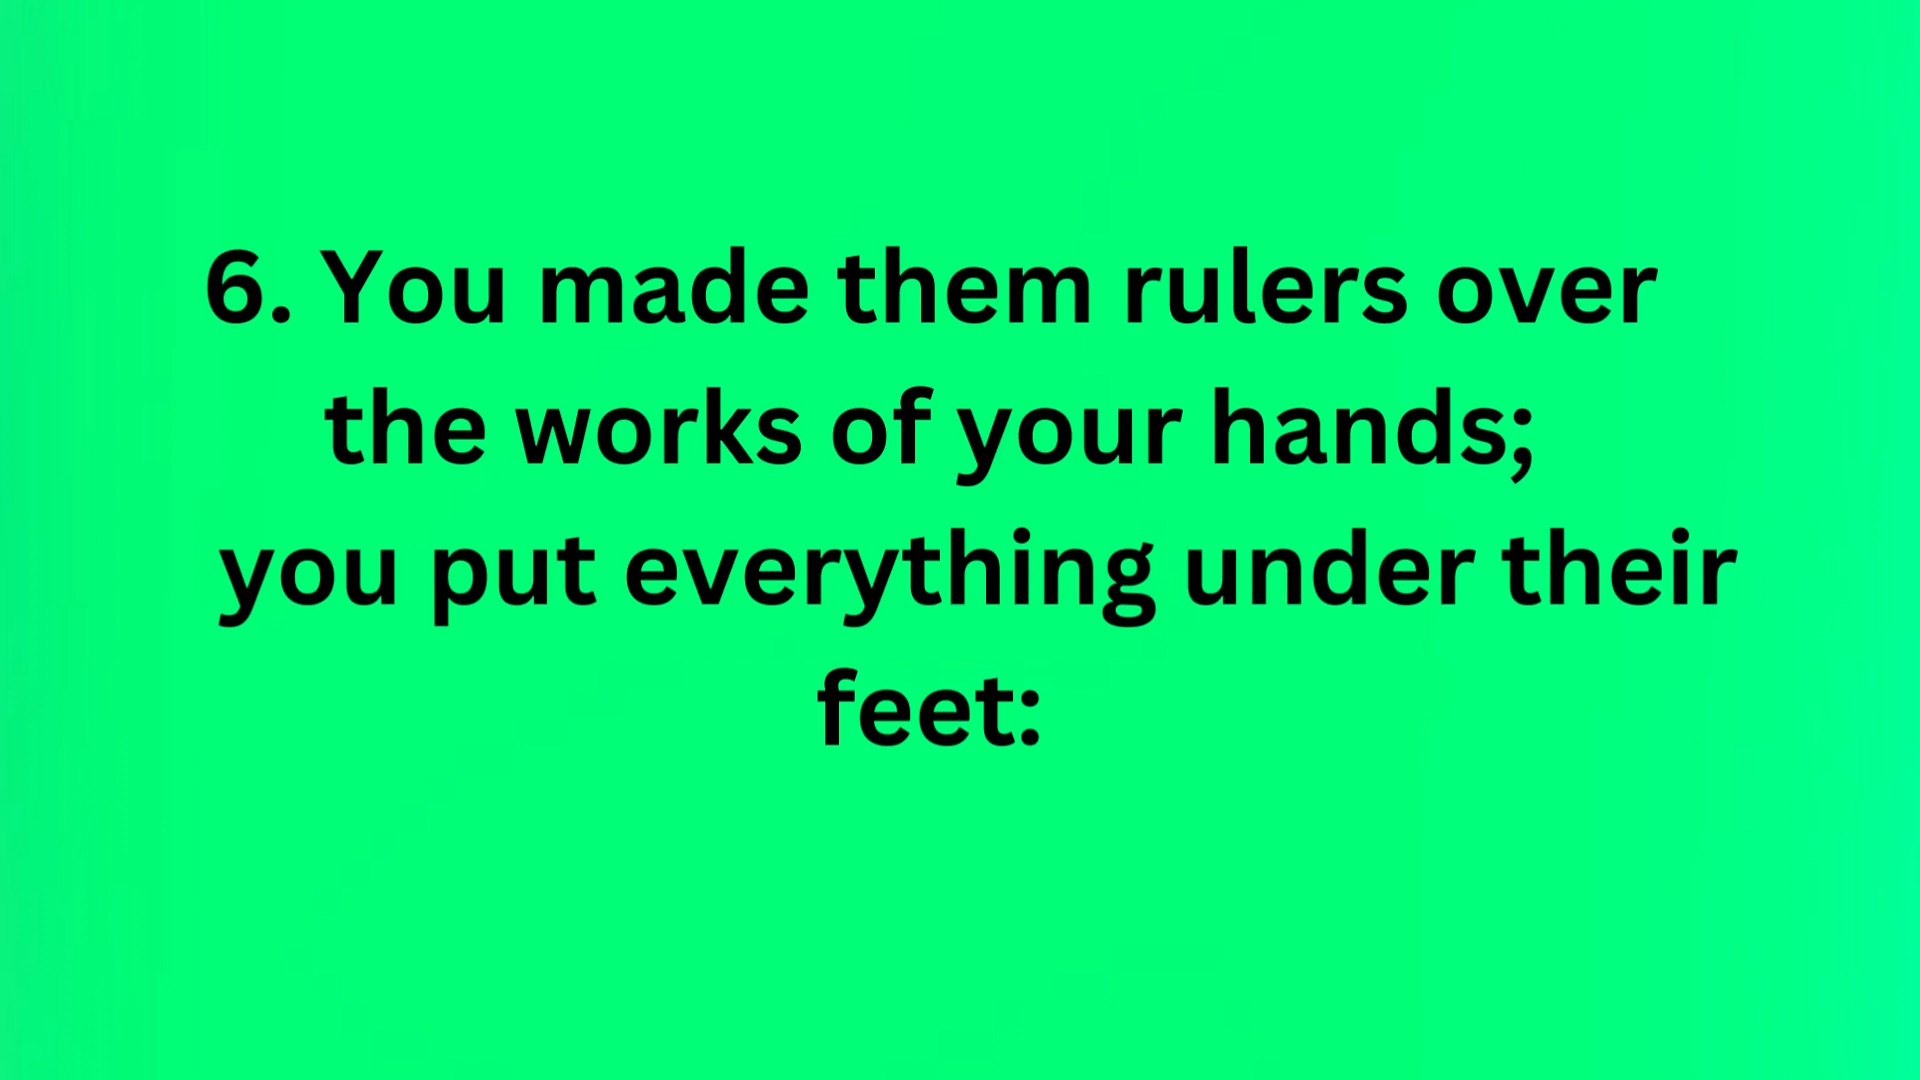 6. You made them rulers over
the works of your hands;
you put everything under their
feet: